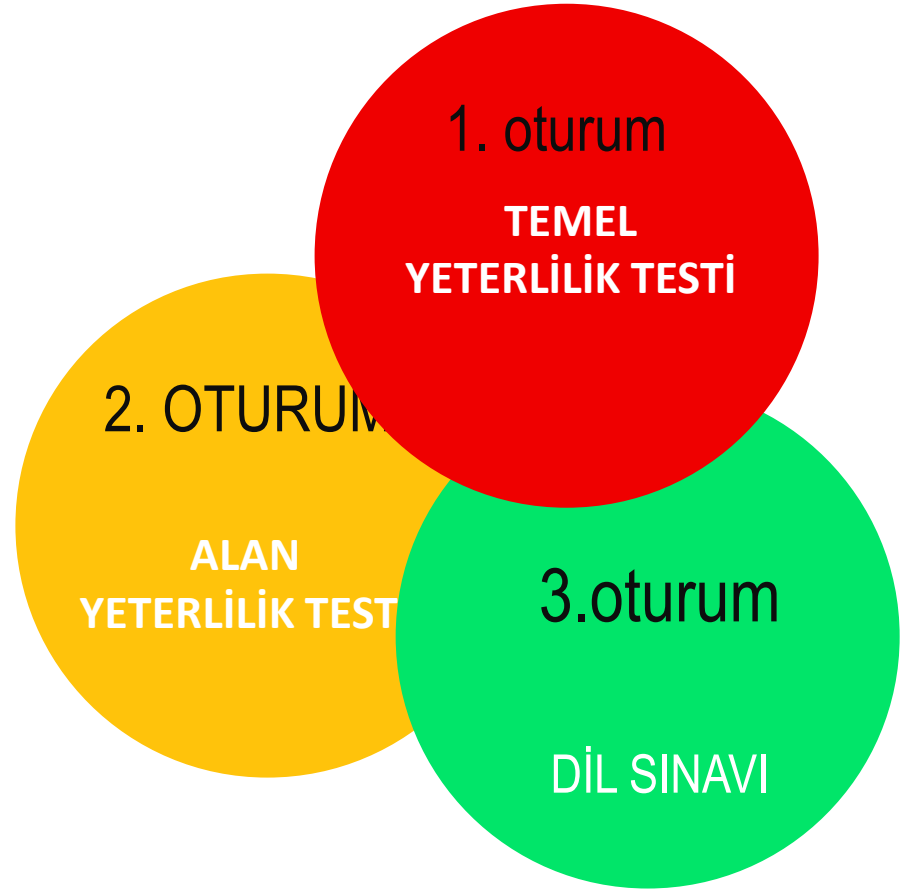 1. oturum
TEMEL
YETERLİLİK TESTİ
2. OTURUM
ALAN
YETERLİLİK TEST
3.oturum
DİL SINAVI